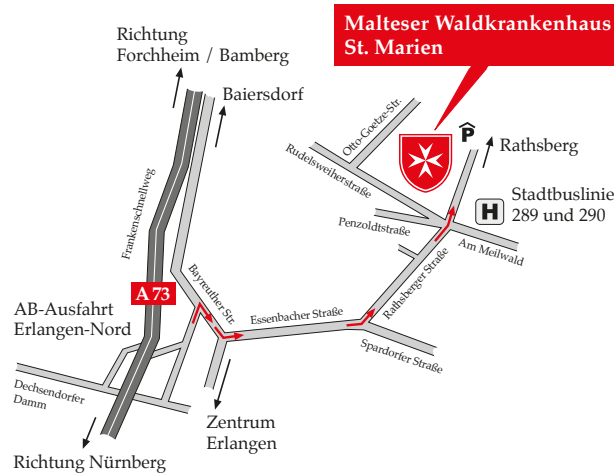 Malteser Waldkrankenhaus
St. Marien
Richtung
Forchheim / Bamberg
Baiersdorf
Otto-Goetze-Str.
P
Rathsberg
Rudelsweiherstraße
H
Stadtbuslinie
289 und 290
Penzoldtstraße
Am Meilwald
Frankenschnellweg
Bayreuther Str.
Rathsberger Straße
A 73
AB-Ausfahrt
Erlangen-Nord
Essenbacher Straße
Spardorfer Straße
Dechsendorfer
Damm
Zentrum
Erlangen
Richtung Nürnberg